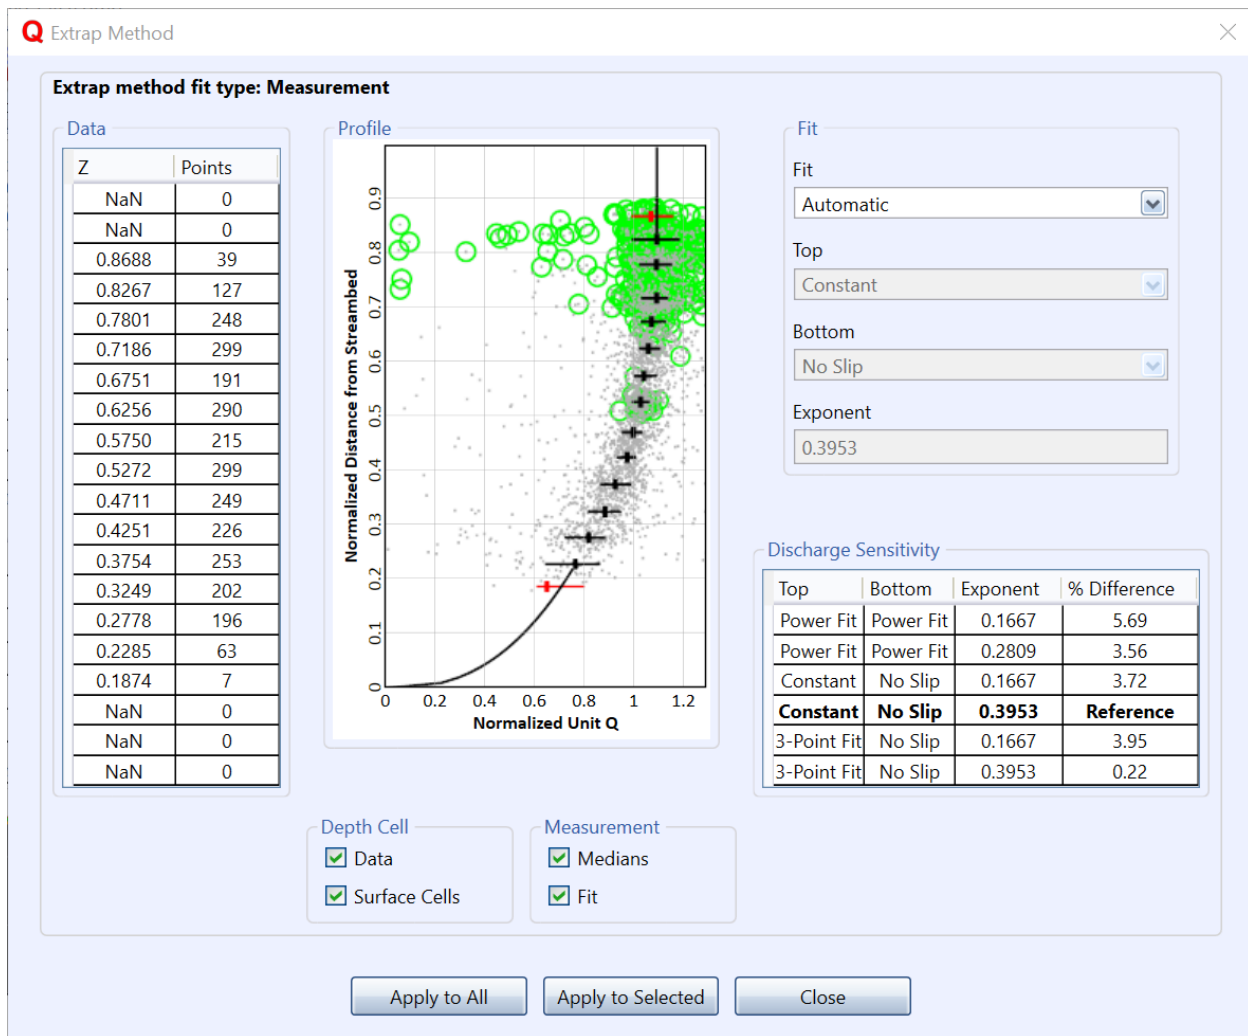 Q Extrap Method
Extrap method fit type: Measurement
Data
Z Points
NaN 0
NaN 0
0.8688 39
0.8267 127
0.7801 248
0.7186 299
0.6751 191
0.6256 290
0.5750 215
0.5272 299
0.4711 249
0.4251 226
0.3754 253
0.3249 202
0.2778 196
0.2285 63
0.1874 7
NaN 0
NaN 0
NaN 0
Profile
Normalized Distance from Streambed
0.9
0.8
0.7
0.6
0.5
0.4
0.3
0.2
0.1
0
0 0.2 0.4 0.6 0.8 1 1.2
Normalized Unit Q
Fit
Fit
Automatic
Top
Constant
Bottom
No Slip
Exponent
0.3953
Discharge Sensitivity
Top Bottom Exponent % Difference
Power Fit Power Fit 0.1667 5.69
Power Fit Power Fit 0.2809 3.56
Constant No Slip 0.1667 3.72
Constant No Slip 0.3953 Reference
3-Point Fit No Slip 0.1667 3.95
3-Point Fit No Slip 0.3953 0.22
Depth Cell
Data
Surface Cells
Measurement
Medians
Fit
Apply to All
Apply to Selected
Close